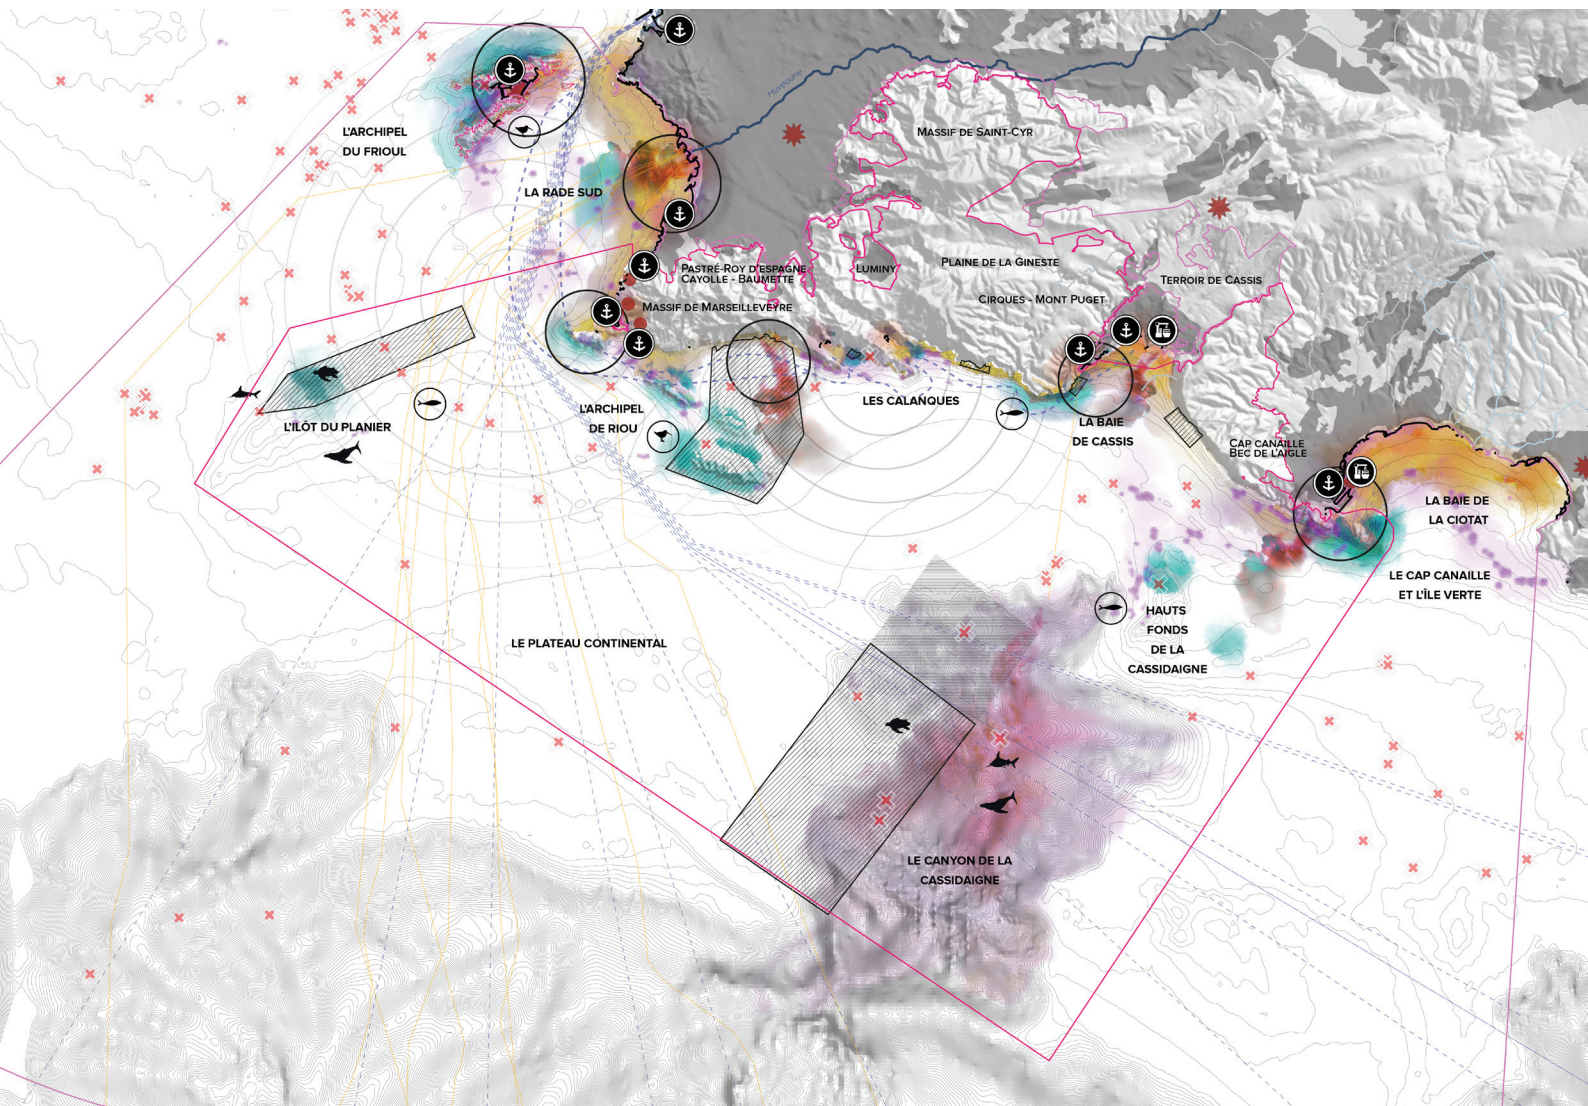 Huveaune
MASSIF DE SAINT-CYR
L'ARCHIPEL
DU FRIOUL
LA RADE SUD
PASTRÉ-ROY D'ESPAGNE
CAYOLLE - BAUMETTE
LUMINY
PLAINE DE LA GINESTE
TERROIR DE CASSIS
MASSIF DE MARSEILLEVEYRE
CIRQUES - MONT PUGET
L'ILÔT DU PLANIER
L'ARCHIPEL
DE RIOU
LES CALANQUES
LA BAIE
DE CASSIS
CAP CANAILLE
BEC DE L'AIGLE
LA BAIE DE
LA CIOTAT
LE CAP CANAILLE
ET L'ÎLE VERTE
HAUTS
FONDS
DE LA
CASSIDAIGNE
LE PLATEAU CONTINENTAL
LE CANYON DE LA
CASSIDAIGNE